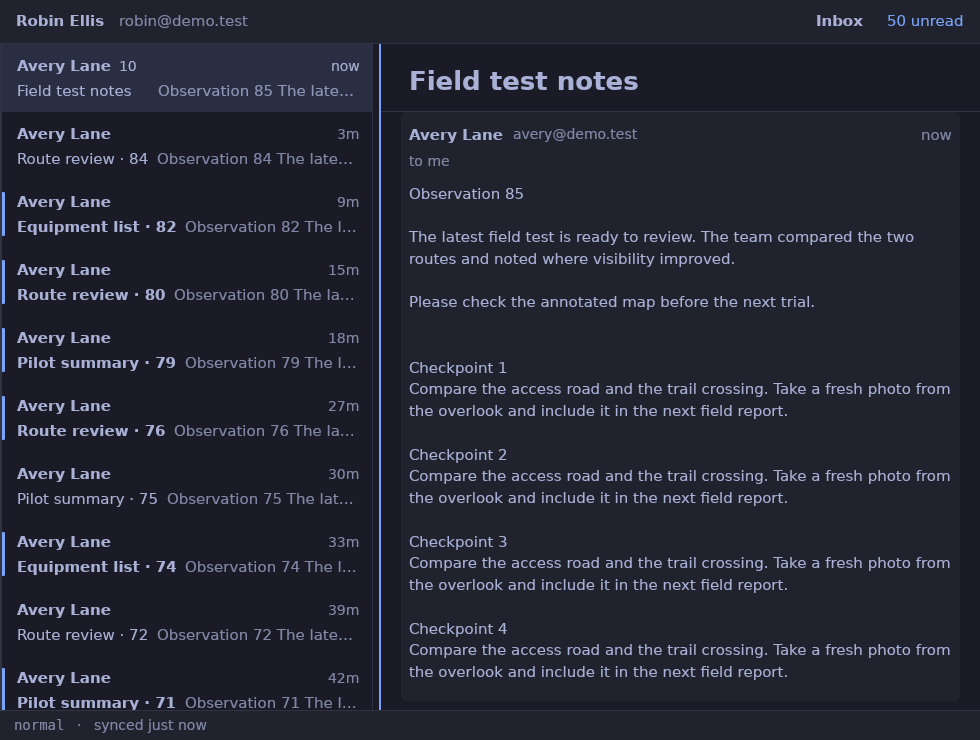 Robin Ellis robin@demo.test Inbox 50 unread
Avery Lane 10 now
Field test notes Observation 85 The late…
Avery Lane 3m
Route review · 84 Observation 84 The late…
Avery Lane 9m
Equipment list · 82 Observation 82 The l…
Avery Lane 15m
Route review · 80 Observation 80 The la…
Avery Lane 18m
Pilot summary · 79 Observation 79 The l…
Avery Lane 27m
Route review · 76 Observation 76 The la…
Avery Lane 30m
Pilot summary · 75 Observation 75 The lat…
Avery Lane 33m
Equipment list · 74 Observation 74 The l…
Avery Lane 39m
Route review · 72 Observation 72 The late…
Avery Lane 42m
Pilot summary · 71 Observation 71 The l…
Field test notes
Avery Lane avery@demo.test now
to me
Observation 85
The latest field test is ready to review. The team compared the two
routes and noted where visibility improved.
Please check the annotated map before the next trial.
Checkpoint 1
Compare the access road and the trail crossing. Take a fresh photo from
the overlook and include it in the next field report.
Checkpoint 2
Compare the access road and the trail crossing. Take a fresh photo from
the overlook and include it in the next field report.
Checkpoint 3
Compare the access road and the trail crossing. Take a fresh photo from
the overlook and include it in the next field report.
Checkpoint 4
Compare the access road and the trail crossing. Take a fresh photo from
the overlook and include it in the next field report.
normal · synced just now